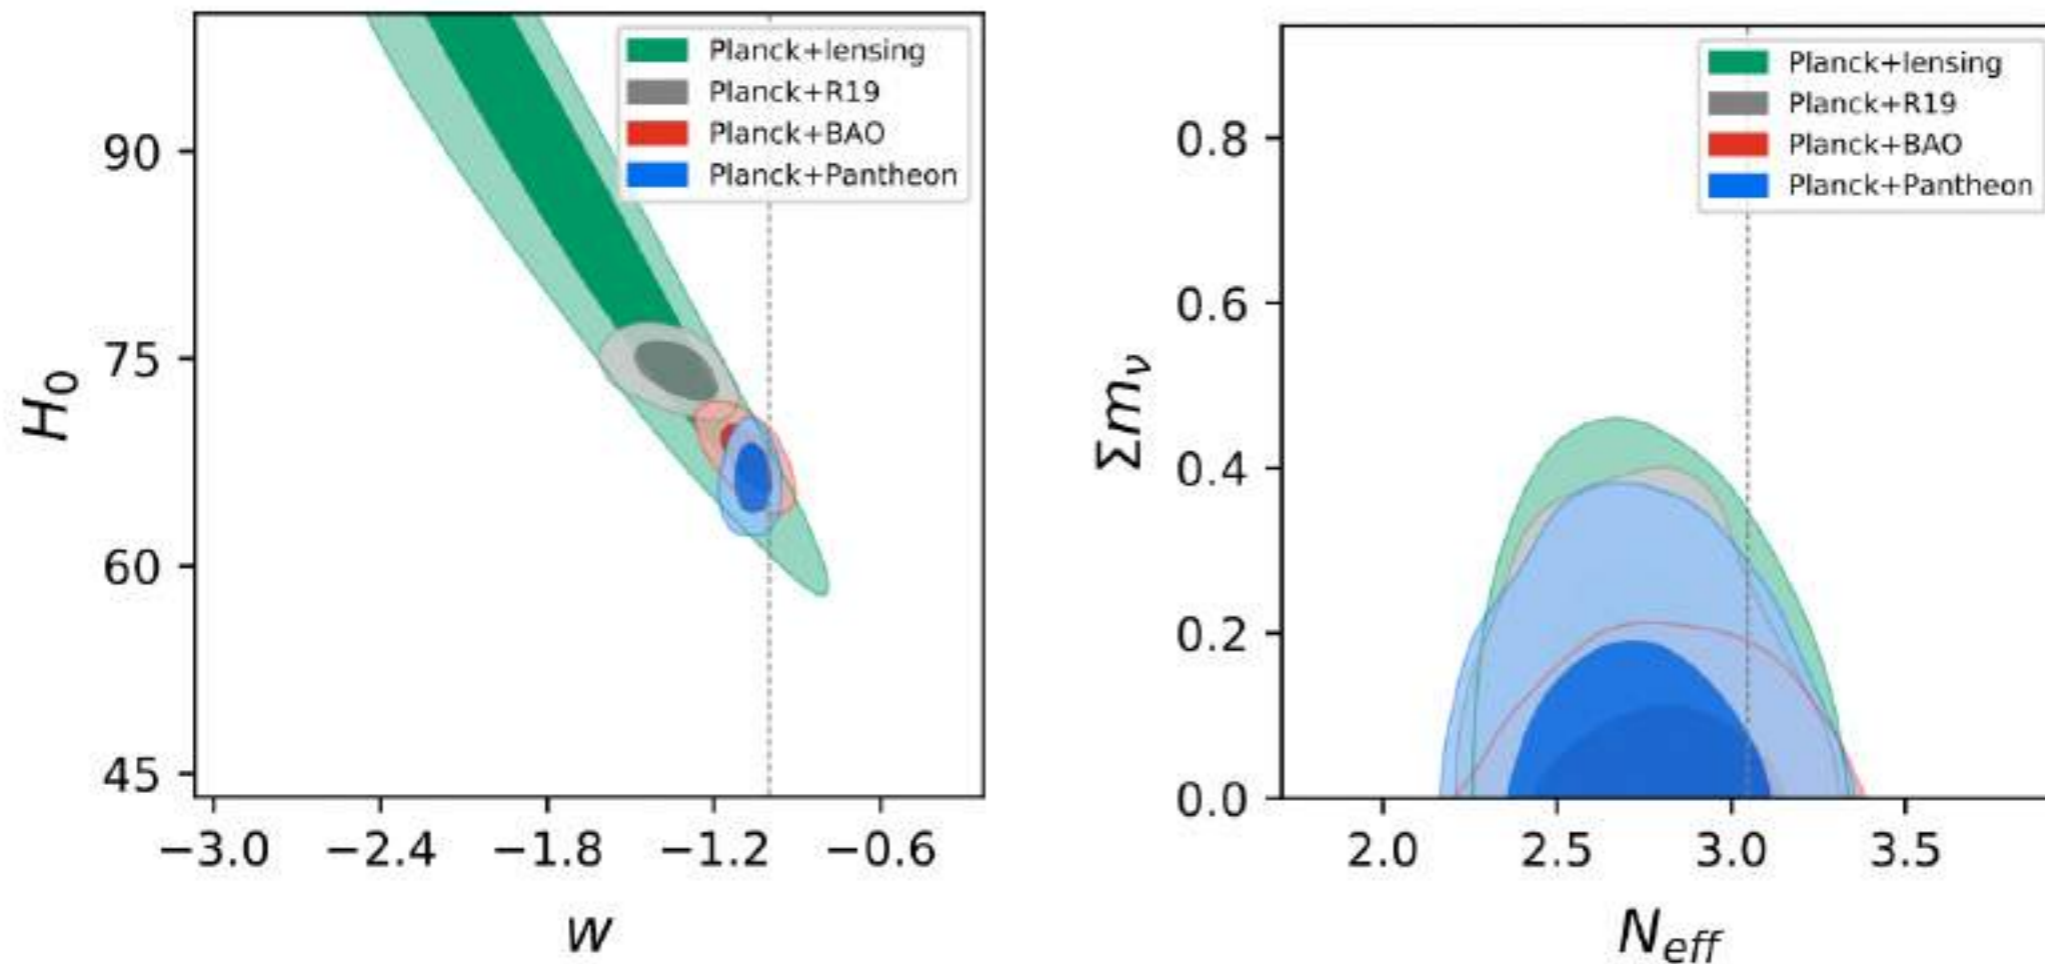 Planck+lensing
Planck+R19
Planck+BAO
Planck+Pantheon
90
75
60
45
H₀
−3.0 −2.4 −1.8 −1.2 −0.6
w
Planck+lensing
Planck+R19
Planck+BAO
Planck+Pantheon
0.8
0.6
0.4
0.2
0.0
Σmᵥ
2.0 2.5 3.0 3.5
N_eff